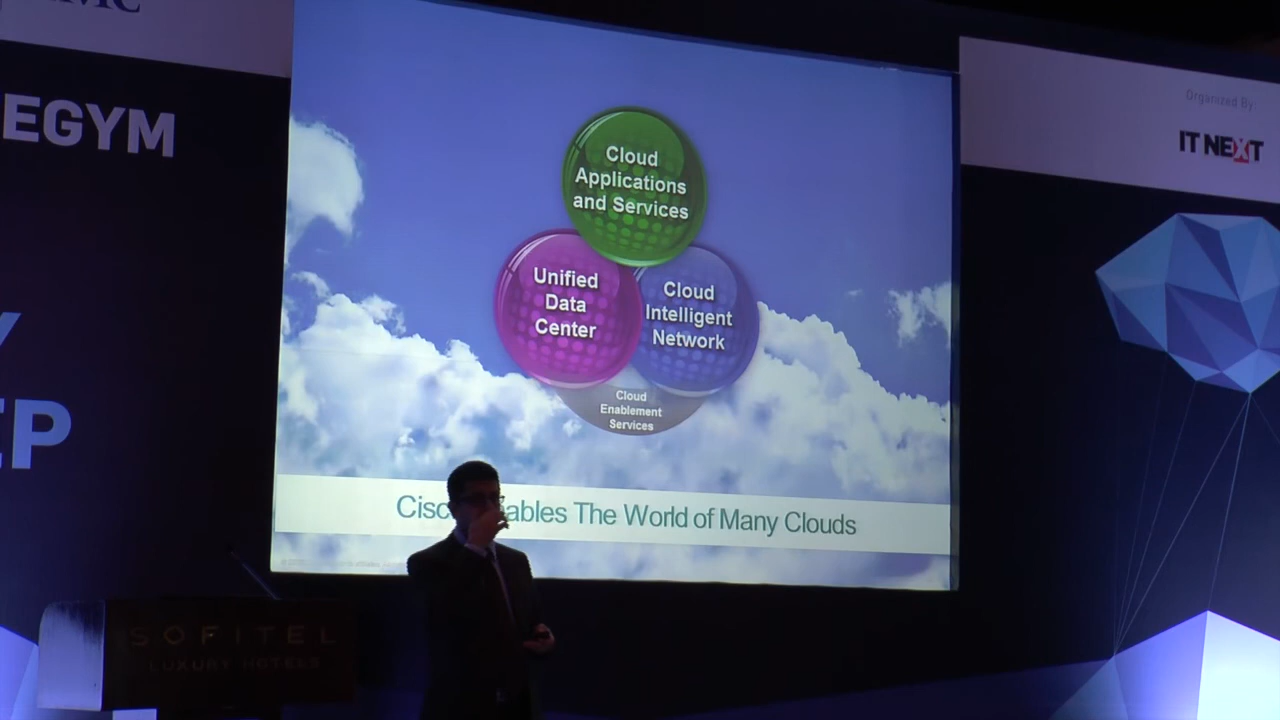 EGYM
Organized By:
IT NEXT
Cloud
Applications
and Services
Unified
Data
Center
Cloud
Intelligent
Network
Cloud
Enablement
Services
Cisc ables The World of Many Clouds
EP
SOFITEL
LUXURY HOTELS